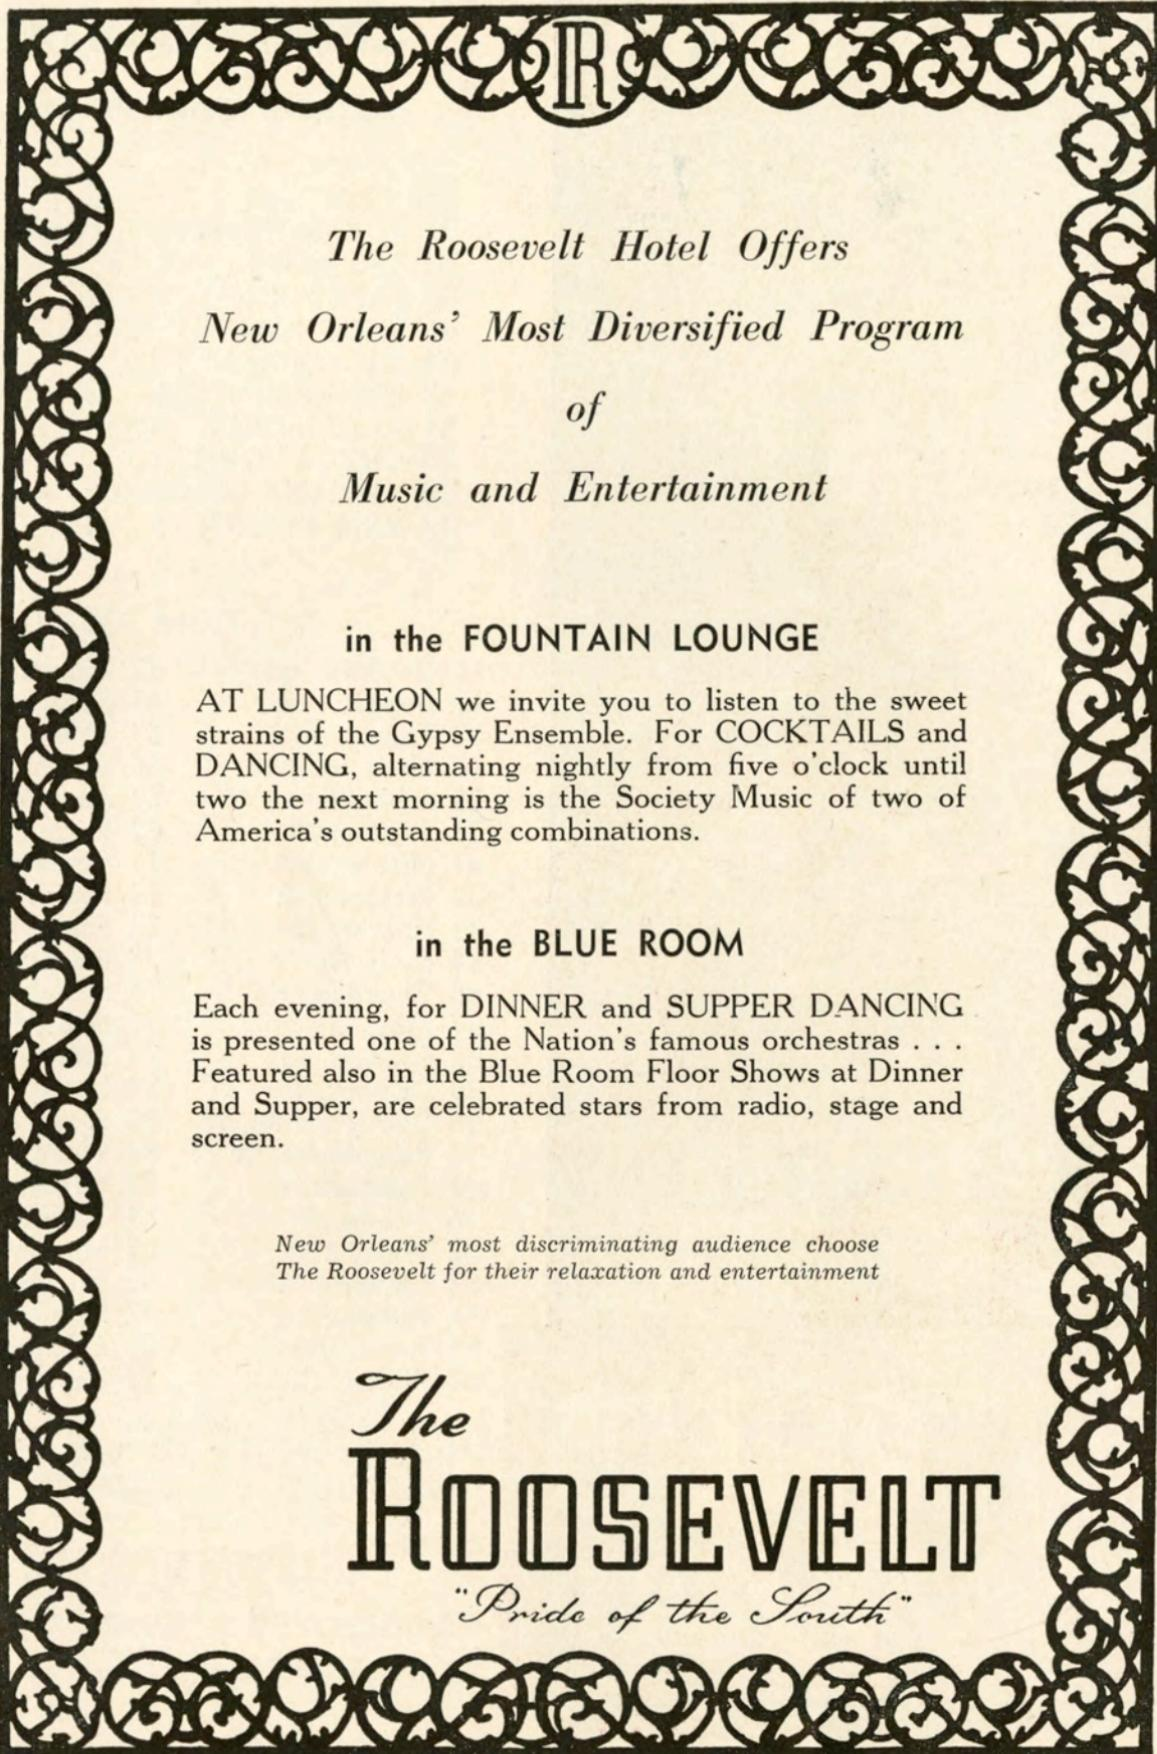 R
The Roosevelt Hotel Offers
New Orleans' Most Diversified Program
of
Music and Entertainment
in the FOUNTAIN LOUNGE
AT LUNCHEON we invite you to listen to the sweet
strains of the Gypsy Ensemble. For COCKTAILS and
DANCING, alternating nightly from five o'clock until
two the next morning is the Society Music of two of
America's outstanding combinations.
in the BLUE ROOM
Each evening, for DINNER and SUPPER DANCING
is presented one of the Nation's famous orchestras . . .
Featured also in the Blue Room Floor Shows at Dinner
and Supper, are celebrated stars from radio, stage and
screen.
New Orleans' most discriminating audience choose
The Roosevelt for their relaxation and entertainment
The
ROOSEVELT
"Pride of the South"